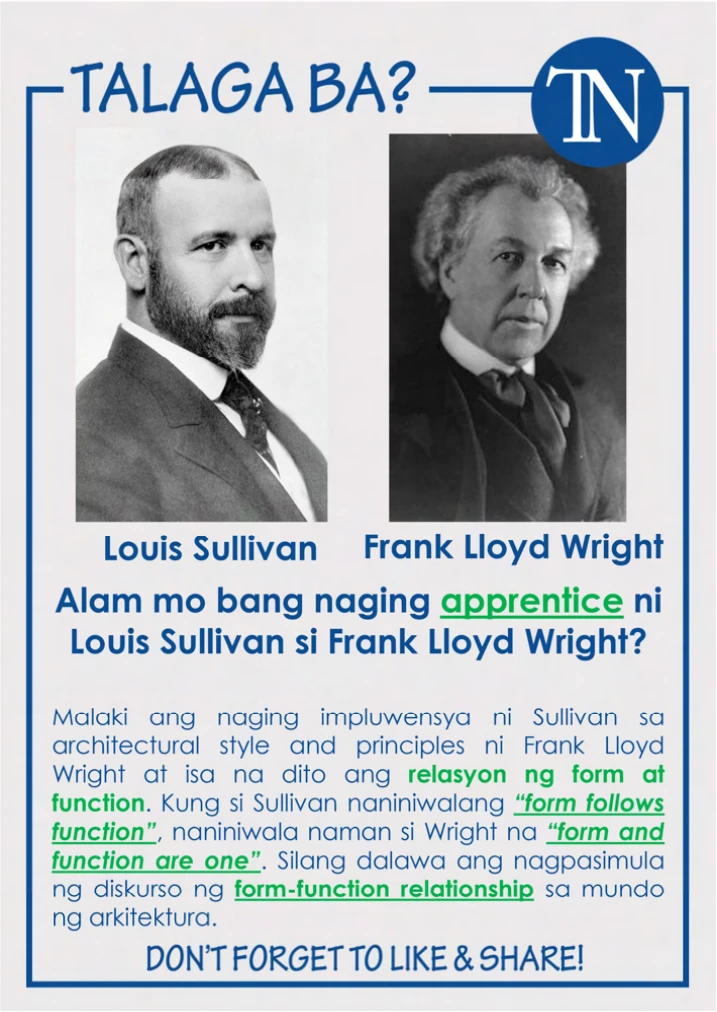 TALAGA BA?
TN
Louis Sullivan
Frank Lloyd Wright
Alam mo bang naging apprentice ni
Louis Sullivan si Frank Lloyd Wright?
Malaki ang naging impluwensya ni Sullivan sa
architectural style and principles ni Frank Lloyd
Wright at isa na dito ang relasyon ng form at
function. Kung si Sullivan naniniwalang “form follows
function”, naniniwala naman si Wright na “form and
function are one”. Silang dalawa ang nagpasimula
ng diskurso ng form-function relationship sa mundo
ng arkitektura.
DON'T FORGET TO LIKE & SHARE!